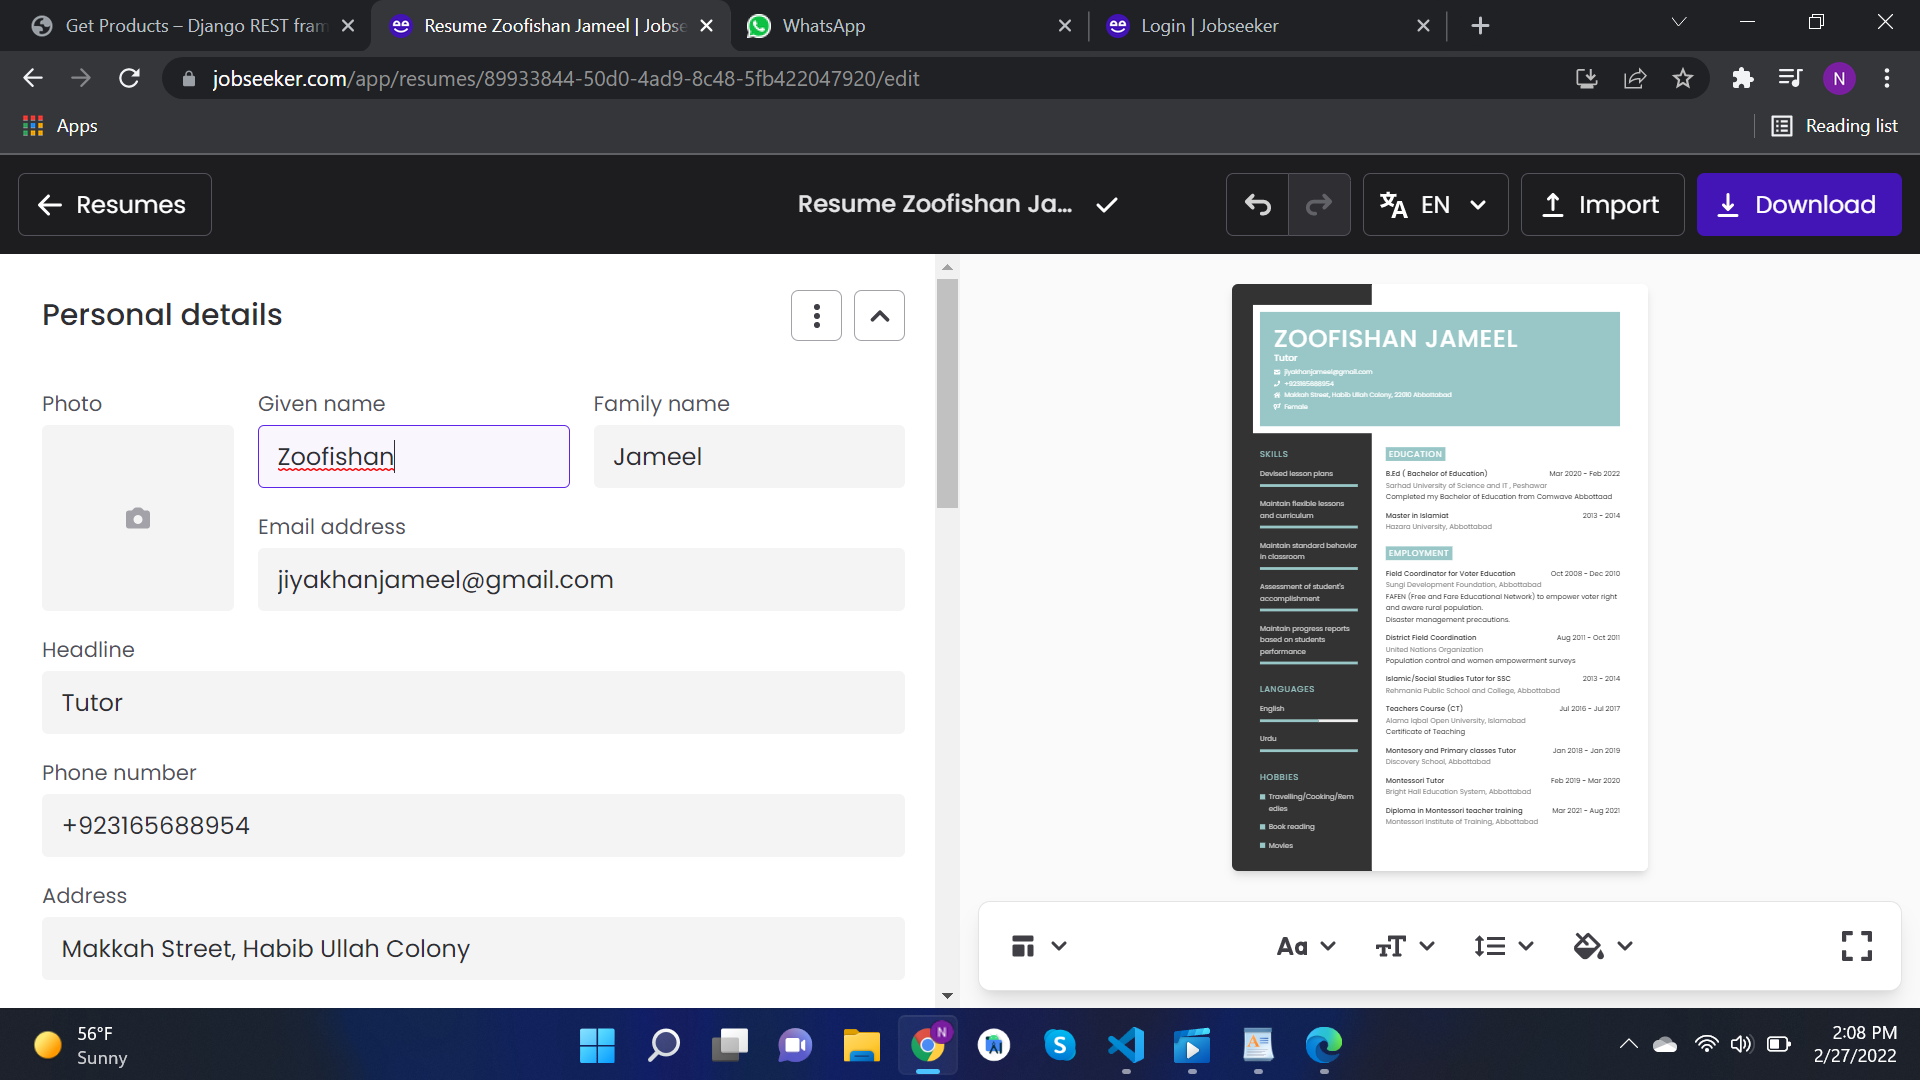 Get Products – Django REST fram
Resume Zoofishan Jameel | Jobse
WhatsApp
Login | Jobseeker
jobseeker.com/app/resumes/89933844-50d0-4ad9-8c48-5fb422047920/edit
N
Apps
Reading list
Resumes
Resume Zoofishan Ja...
EN
Import
Download
Personal details
Photo
Given name
Family name
Zoofishan
Jameel
Email address
jiyakhanjameel@gmail.com
Headline
Tutor
Phone number
+923165688954
Address
Makkah Street, Habib Ullah Colony
ZOOFISHAN JAMEEL
Tutor
jiyakhanjameel@gmail.com
+923165688954
Makkah Street, Habib Ullah Colony, 22010 Abbottabad
Female
SKILLS
Devised lesson plans
Maintain flexible lessons
and curriculum
Maintain standard behavior
in classroom
Assessment of student's
accomplishment
Maintain progress reports
based on students
performance
LANGUAGES
English
Urdu
HOBBIES
Travelling/Cooking/Rem
edies
Book reading
Movies
EDUCATION
B.Ed ( Bachelor of Education) Mar 2020 - Feb 2022
Sarhad University of Science and IT , Peshawar
Completed my Bachelor of Education from Comwave Abbottaad
Master in Islamiat 2013 - 2014
Hazara University, Abbottabad
EMPLOYMENT
Field Coordinator for Voter Education Oct 2008 - Dec 2010
Sungi Development Foundation, Abbottabad
FAFEN (Free and Fare Educational Network) to empower voter right
and aware rural population.
Disaster management precautions.
District Field Coordination Aug 2011 - Oct 2011
United Nations Organization
Population control and women empowerment surveys
Islamic/Social Studies Tutor for SSC 2013 - 2014
Rehmania Public School and College, Abbottabad
Teachers Course (CT) Jul 2016 - Jul 2017
Alama Iqbal Open University, Islamabad
Certificate of Teaching
Montesory and Primary classes Tutor Jan 2018 - Jan 2019
Discovery School, Abbottabad
Montessori Tutor Feb 2019 - Mar 2020
Bright Hall Education System, Abbottabad
Diploma in Montessori teacher training Mar 2021 - Aug 2021
Montessori Institute of Training, Abbottabad
Aa
TT
56°F
Sunny
N
S
2:08 PM
2/27/2022